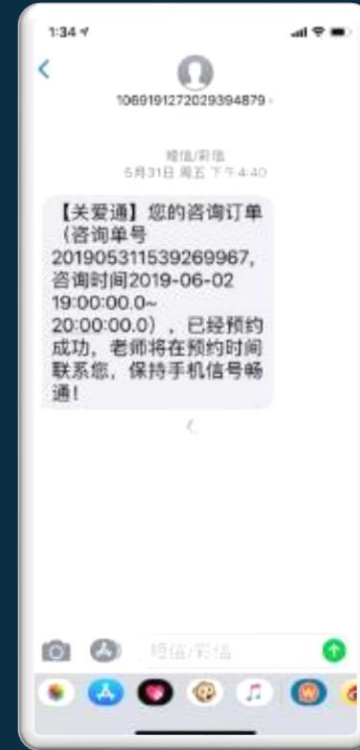 1:34
1069191272029394879
短信/彩信
5月31日 周五 下午4:40
【关爱通】您的咨询订单
（咨询单号
201905311539269967,
咨询时间2019-06-02
19:00:00.0~
20:00:00.0），已经预约
成功，老师将在预约时间
联系您，保持手机信号畅
通！
短信/彩信